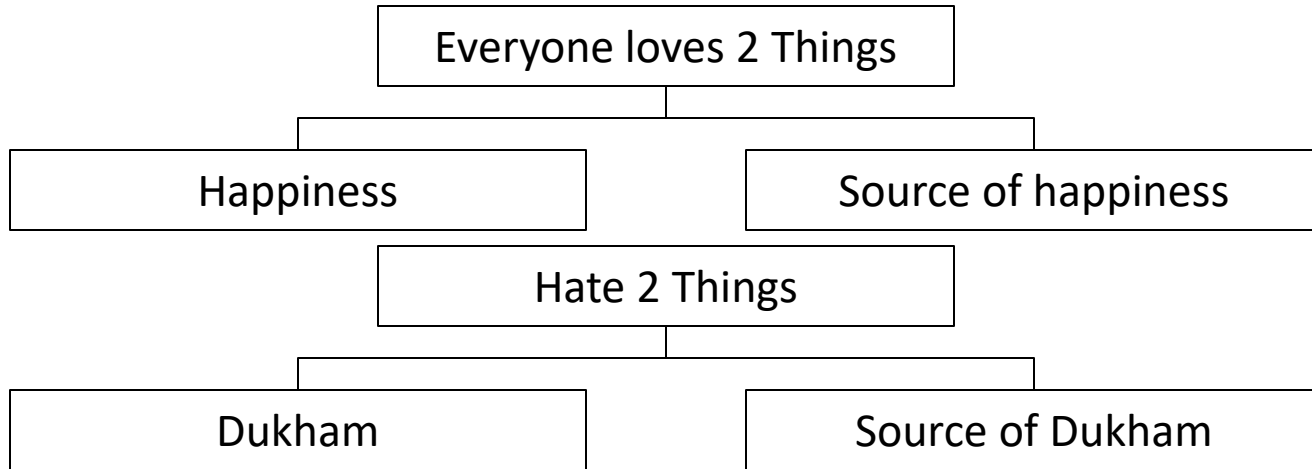 Everyone loves 2 Things
Happiness
Source of happiness
Hate 2 Things
Dukham
Source of Dukham